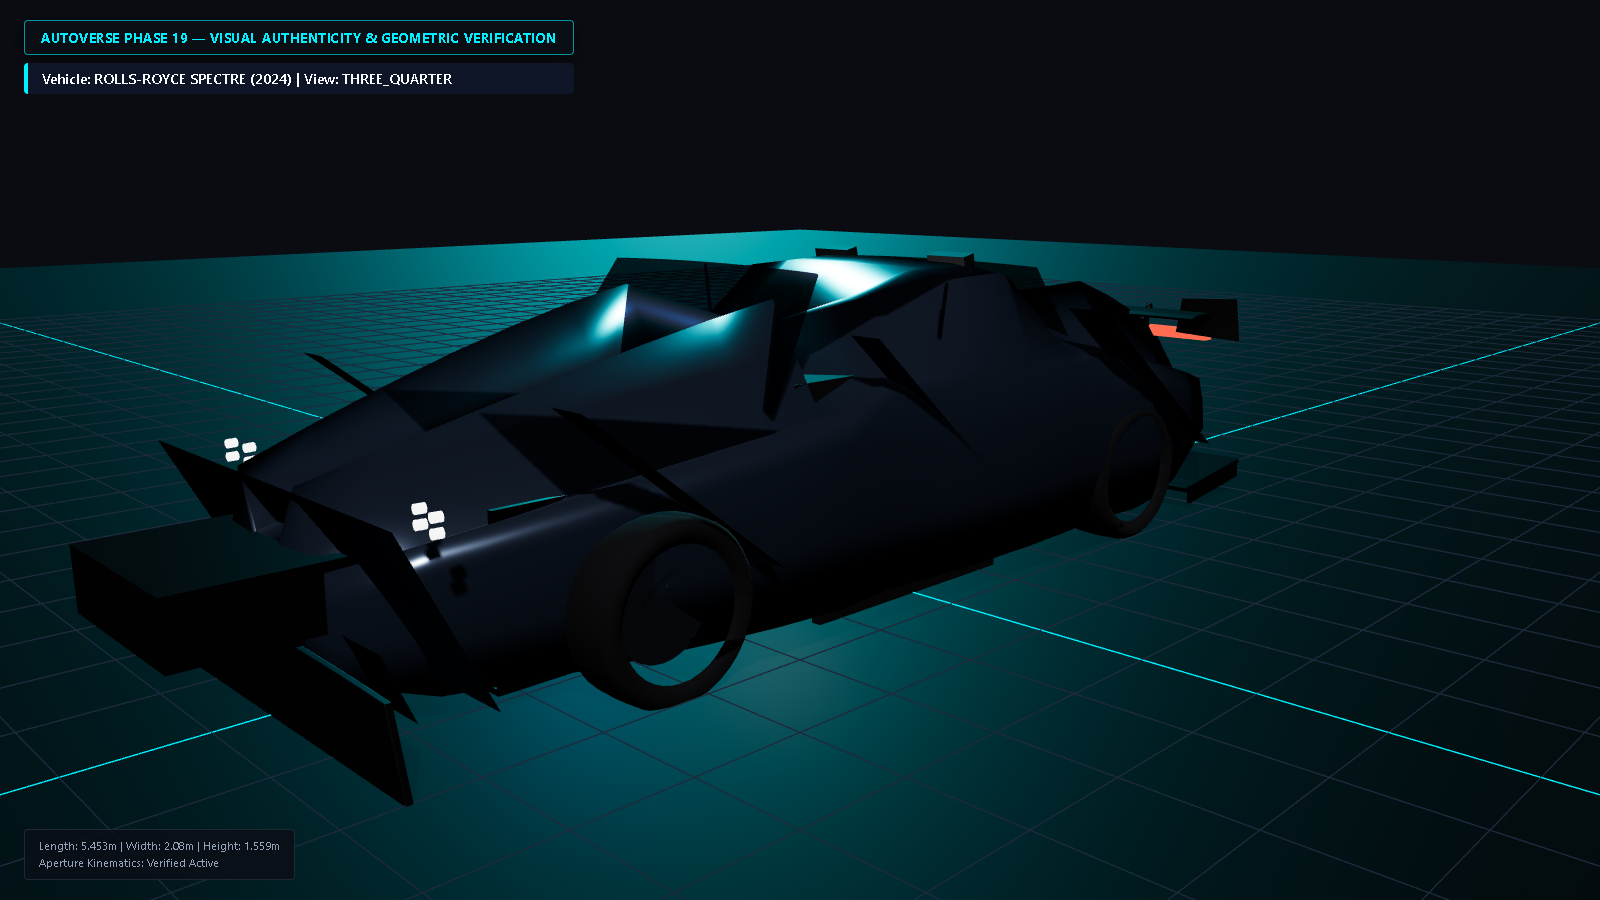 AUTOVERSE PHASE 19 — VISUAL AUTHENTICITY & GEOMETRIC VERIFICATION
Vehicle: ROLLS-ROYCE SPECTRE (2024) | View: THREE_QUARTER
Length: 5.453m | Width: 2.08m | Height: 1.559m
Aperture Kinematics: Verified Active